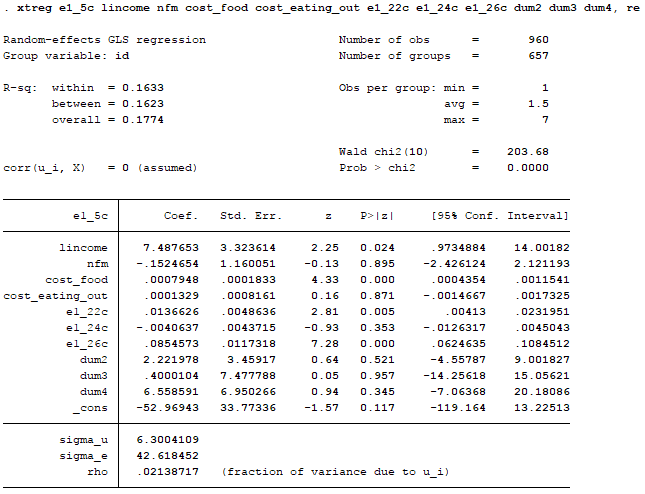 . xtreg e1_5c lincome nfm cost_food cost_eating_out e1_22c e1_24c e1_26c dum2 dum3 dum4, re
Random-effects GLS regression Number of obs = 960
Group variable: id Number of groups = 657
R-sq: within = 0.1633 Obs per group: min = 1
between = 0.1623 avg = 1.5
overall = 0.1774 max = 7
Wald chi2(10) = 203.68
corr(u_i, X) = 0 (assumed) Prob > chi2 = 0.0000
e1_5c Coef. Std. Err. z P>|z| [95% Conf. Interval]
lincome 7.487653 3.323614 2.25 0.024 .9734884 14.00182
nfm -.1524654 1.160051 -0.13 0.895 -2.426124 2.121193
cost_food .0007948 .0001833 4.33 0.000 .0004354 .0011541
cost_eating_out .0001329 .0008161 0.16 0.871 -.0014667 .0017325
e1_22c .0136626 .0048636 2.81 0.005 .00413 .0231951
e1_24c -.0040637 .0043715 -0.93 0.353 -.0126317 .0045043
e1_26c .0854573 .0117318 7.28 0.000 .0624635 .1084512
dum2 2.221978 3.45917 0.64 0.521 -4.55787 9.001827
dum3 .4000104 7.477788 0.05 0.957 -14.25618 15.05621
dum4 6.558591 6.950266 0.94 0.345 -7.06368 20.18086
_cons -52.96943 33.77336 -1.57 0.117 -119.164 13.22513
sigma_u 6.3004109
sigma_e 42.618452
rho .02138717 (fraction of variance due to u_i)